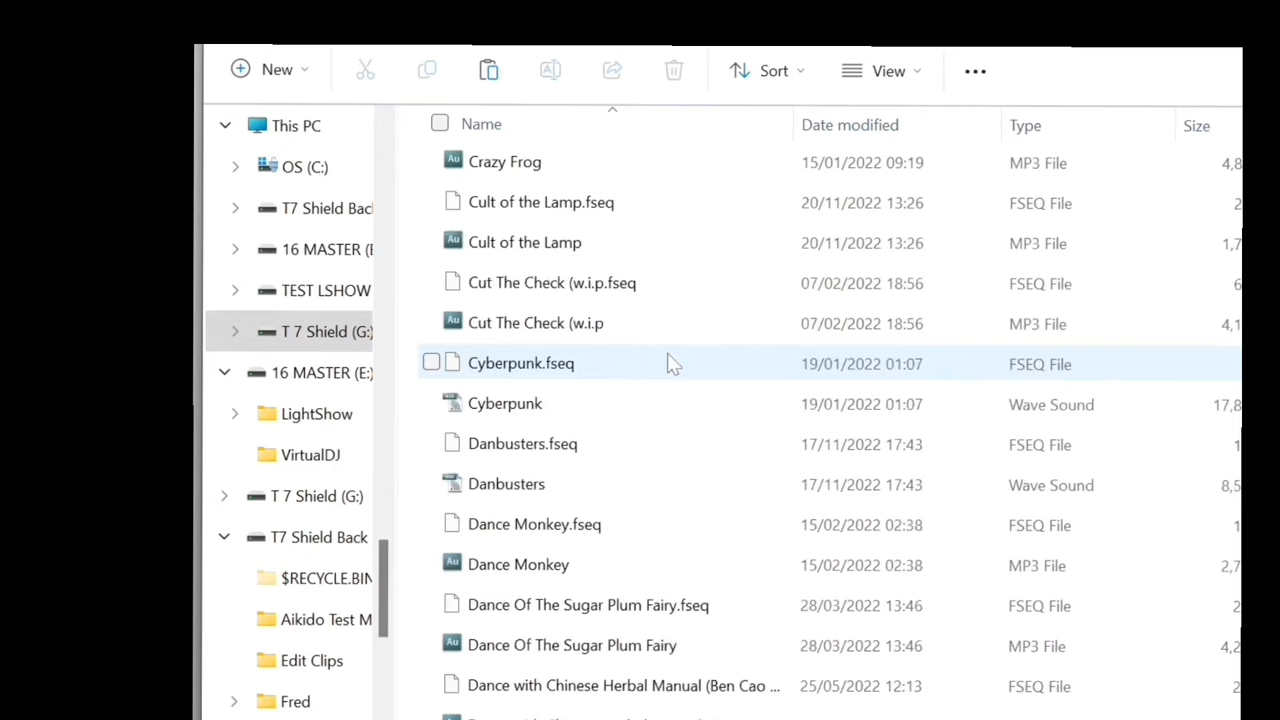 New
Sort
View
This PC
OS (C:)
T7 Shield Bac
16 MASTER (E
TEST LSHOW
T 7 Shield (G:)
16 MASTER (E:)
LightShow
VirtualDJ
T 7 Shield (G:)
T7 Shield Back
$RECYCLE.BIN
Aikido Test M
Edit Clips
Fred
Name Date modified Type Size
Crazy Frog 15/01/2022 09:19 MP3 File 4,8
Cult of the Lamp.fseq 20/11/2022 13:26 FSEQ File 2
Cult of the Lamp 20/11/2022 13:26 MP3 File 1,7
Cut The Check (w.i.p.fseq 07/02/2022 18:56 FSEQ File 6
Cut The Check (w.i.p 07/02/2022 18:56 MP3 File 4,1
Cyberpunk.fseq 19/01/2022 01:07 FSEQ File
Cyberpunk 19/01/2022 01:07 Wave Sound 17,8
Danbusters.fseq 17/11/2022 17:43 FSEQ File 1
Danbusters 17/11/2022 17:43 Wave Sound 8,5
Dance Monkey.fseq 15/02/2022 02:38 FSEQ File 1
Dance Monkey 15/02/2022 02:38 MP3 File 2,7
Dance Of The Sugar Plum Fairy.fseq 28/03/2022 13:46 FSEQ File 2
Dance Of The Sugar Plum Fairy 28/03/2022 13:46 MP3 File 4,2
Dance with Chinese Herbal Manual (Ben Cao ... 25/05/2022 12:13 FSEQ File 2